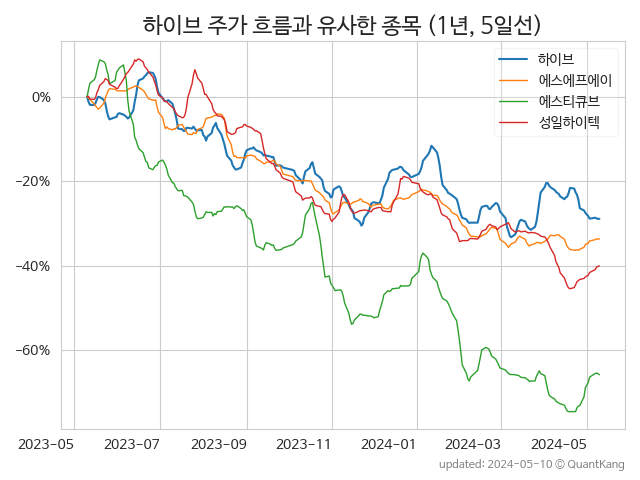 하이브 주가 흐름과 유사한 종목 (1년, 5일선)
하이브
에스에프에이
에스티큐브
성일하이텍
0%
−20%
−40%
−60%
2023-05 2023-07 2023-09 2023-11 2024-01 2024-03 2024-05
updated: 2024-05-10 © QuantKang